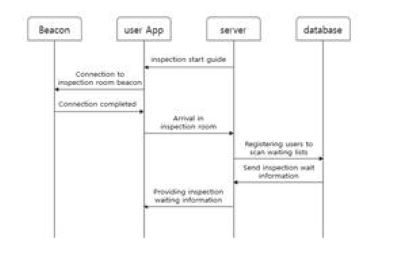 Beacon
user App
server
database
inspection start guide
Connection to
inspection room beacon
Connection completed
Arrival in
inspection room
Registering users to
scan waiting lists
Send inspection wait
information
Providing inspection
waiting information